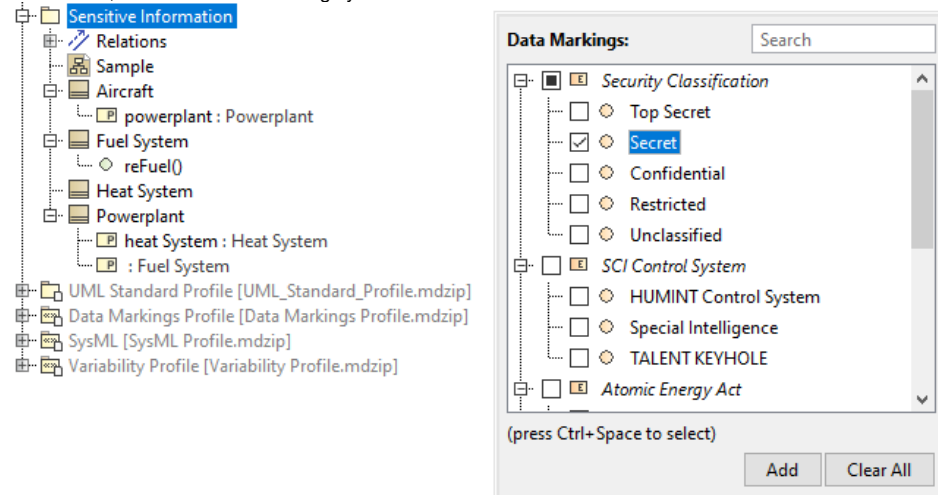 Sensitive Information
Relations
Sample
Aircraft
powerplant : Powerplant
Fuel System
reFuel()
Heat System
Powerplant
heat System : Heat System
: Fuel System
UML Standard Profile [UML_Standard_Profile.mdzip]
Data Markings Profile [Data Markings Profile.mdzip]
SysML [SysML Profile.mdzip]
Variability Profile [Variability Profile.mdzip]
Data Markings:
Search
E Security Classification
Top Secret
Secret
Confidential
Restricted
Unclassified
E SCI Control System
HUMINT Control System
Special Intelligence
TALENT KEYHOLE
E Atomic Energy Act
(press Ctrl+Space to select)
Add
Clear All